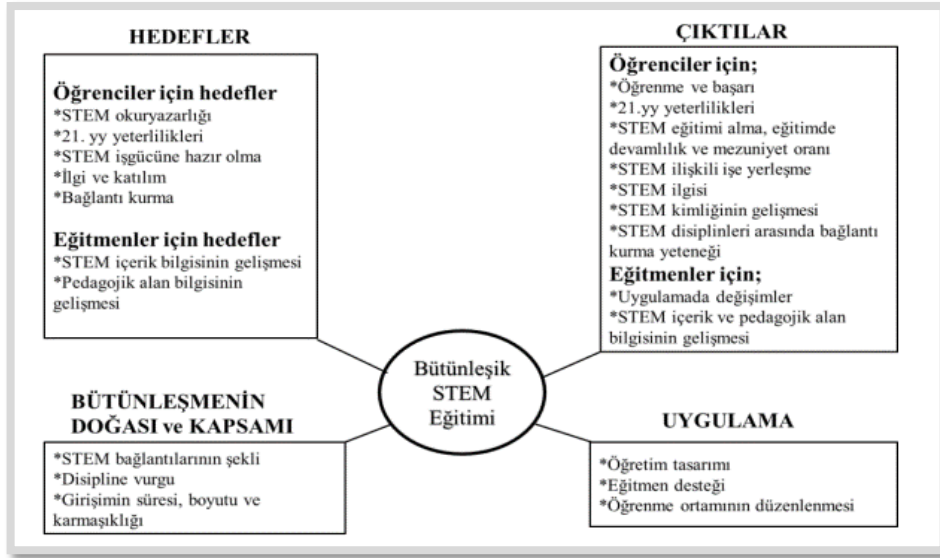 HEDEFLER
Öğrenciler için hedefler
*STEM okuryazarlığı
*21. yy yeterlilikleri
*STEM işgücüne hazır olma
*İlgi ve katılım
*Bağlantı kurma
Eğitmenler için hedefler
*STEM içerik bilgisinin gelişmesi
*Pedagojik alan bilgisinin
gelişmesi
ÇIKTILAR
Öğrenciler için;
*Öğrenme ve başarı
*21.yy yeterlilikleri
*STEM eğitimi alma, eğitimde
devamlılık ve mezuniyet oranı
*STEM ilişkili işe yerleşme
*STEM ilgisi
*STEM kimliğinin gelişmesi
*STEM disiplinleri arasında bağlantı
kurma yeteneği
Eğitmenler için;
*Uygulamada değişimler
*STEM içerik ve pedagojik alan
bilgisinin gelişmesi
Bütünleşik
STEM
Eğitimi
BÜTÜNLEŞMENİN
DOĞASI ve KAPSAMI
*STEM bağlantılarının şekli
*Disipline vurgu
*Girişimin süresi, boyutu ve
karmaşıklığı
UYGULAMA
*Öğretim tasarımı
*Eğitmen desteği
*Öğrenme ortamının düzenlenmesi